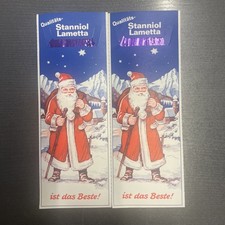 Qualitäts-
Stanniol
Lametta
ist das Beste!
Qualitäts-
Stanniol
Lametta
ist das Beste!